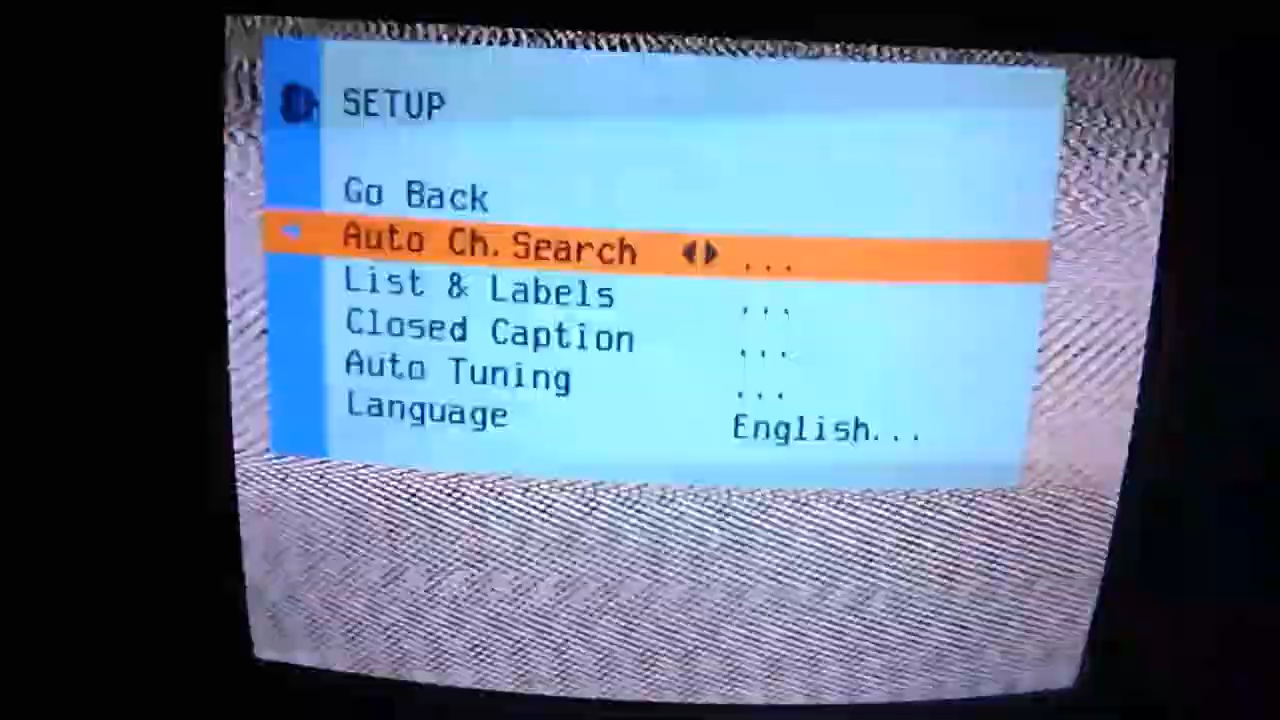 SETUP
Go Back
Auto Ch. Search ...
List & Labels ...
Closed Caption ...
Auto Tuning ...
Language English...